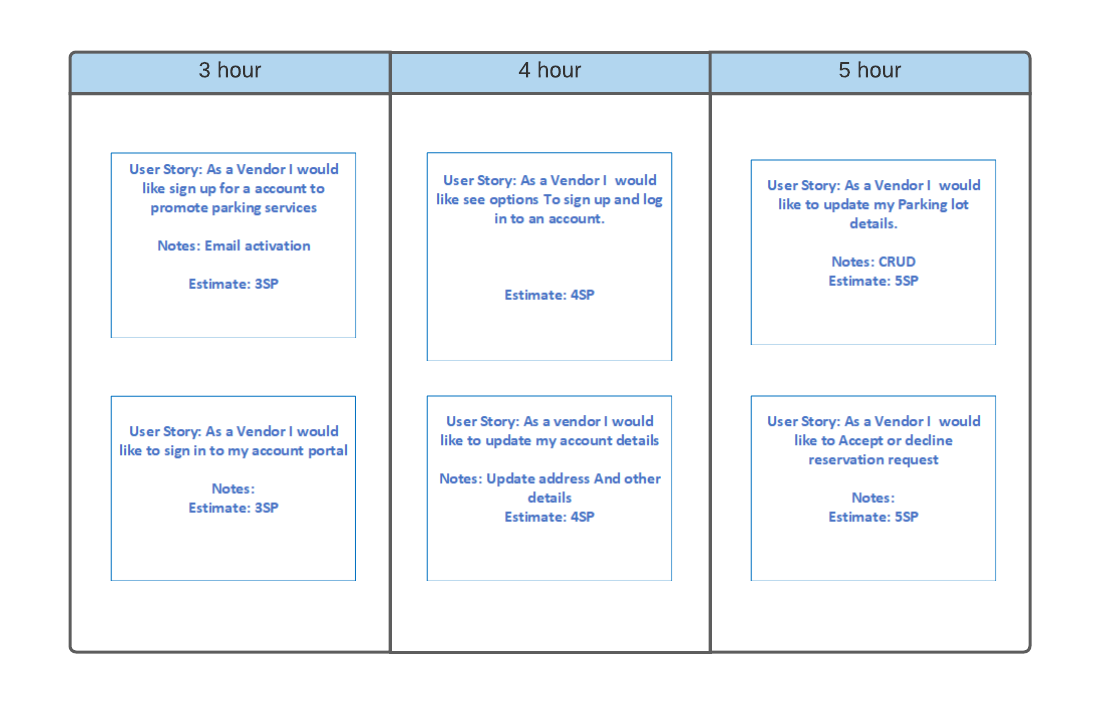 3 hour
4 hour
5 hour
User Story: As a Vendor I would
like sign up for a account to
promote parking services
Notes: Email activation
Estimate: 3SP
User Story: As a Vendor I would
like see options To sign up and log
in to an account.
Estimate: 4SP
User Story: As a Vendor I would
like to update my Parking lot
details.
Notes: CRUD
Estimate: 5SP
User Story: As a Vendor I would
like to sign in to my account portal
Notes:
Estimate: 3SP
User Story: As a vendor I would
like to update my account details
Notes: Update address And other
details
Estimate: 4SP
User Story: As a Vendor I would
like to Accept or decline
reservation request
Notes:
Estimate: 5SP